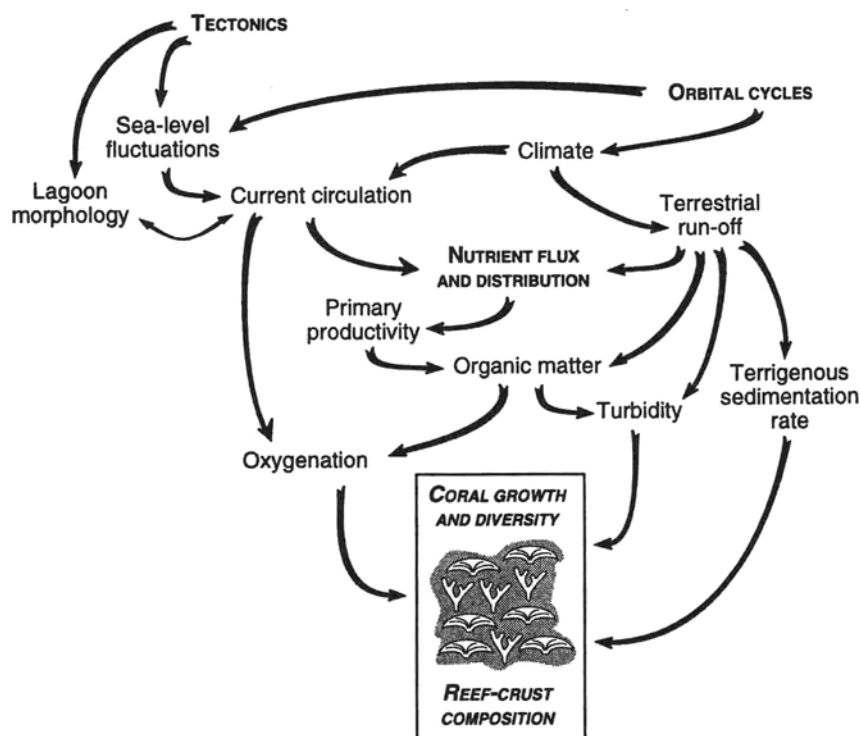 TECTONICS
ORBITAL CYCLES
Sea-level
fluctuations
Climate
Lagoon
morphology
Current circulation
Terrestrial
run-off
NUTRIENT FLUX
AND DISTRIBUTION
Primary
productivity
Organic matter
Terrigenous
sedimentation
rate
Turbidity
Oxygenation
CORAL GROWTH
AND DIVERSITY
REEF-CRUST
COMPOSITION